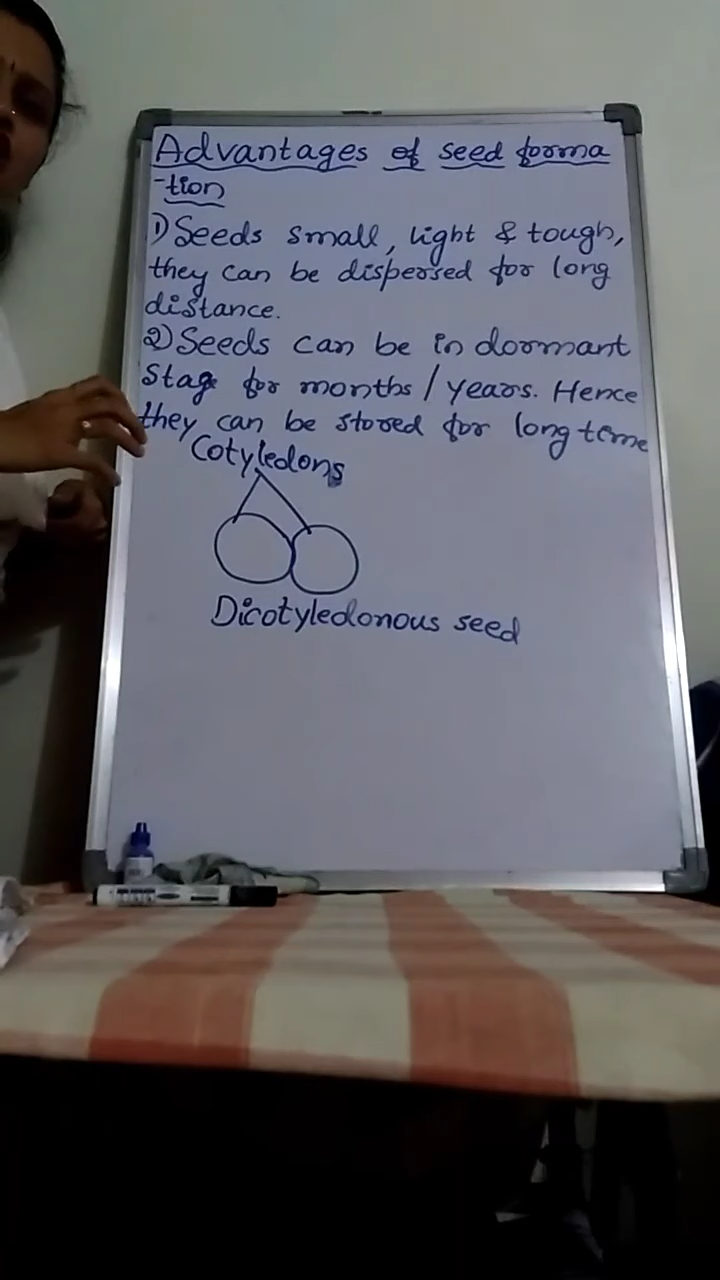 Advantages of seed forma
-tion
1) Seeds small, light & tough,
they can be dispersed for long
distance.
2) Seeds can be in dormant
stage for months / years. Hence
they can be stored for long time
Cotyledons
Dicotyledonous seed